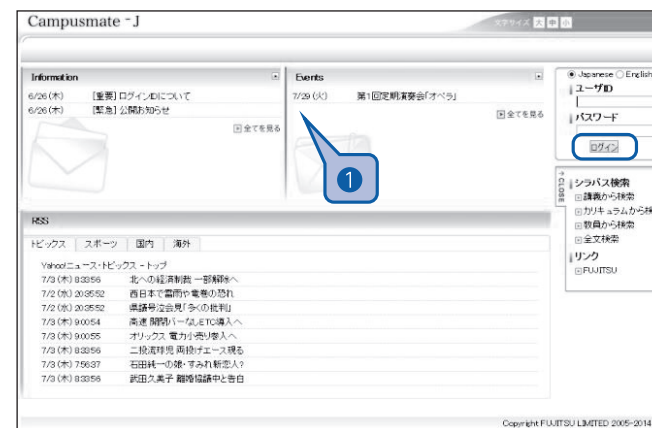 Campusmate-J
文字サイズ 大 中 小
Information
6/26(木) [重要]ログインIDについて
6/26(木) [緊急]公開お知らせ
全てを見る
Events
7/29(火) 第1回定期演奏会「オペラ」
全てを見る
1
Japanese English
ユーザID
パスワード
ログイン
CLOSE
シラバス検索
講義から検索
カリキュラムから検
教員から検索
全文検索
リンク
FUJITSU
RSS
トピックス スポーツ 国内 海外
Yahoo!ニュース・トピックス - トップ
7/3(木) 8:33:56 北への経済制裁 一部解除へ
7/2(水) 20:35:52 西日本で雷雨や竜巻の恐れ
7/2(水) 20:35:52 県議号泣会見「多くの批判」
7/3(木) 9:00:54 高速 開閉バーなしETC導入へ
7/3(木) 9:00:55 オリックス 電力小売り参入へ
7/3(木) 8:33:56 二投流球児 両投げエース現る
7/3(木) 7:56:37 石田純一の娘・すみれ新恋人?
7/3(木) 8:33:56 武田久美子 離婚協議中と告白
Copyright FUJITSU LIMITED 2005-2014